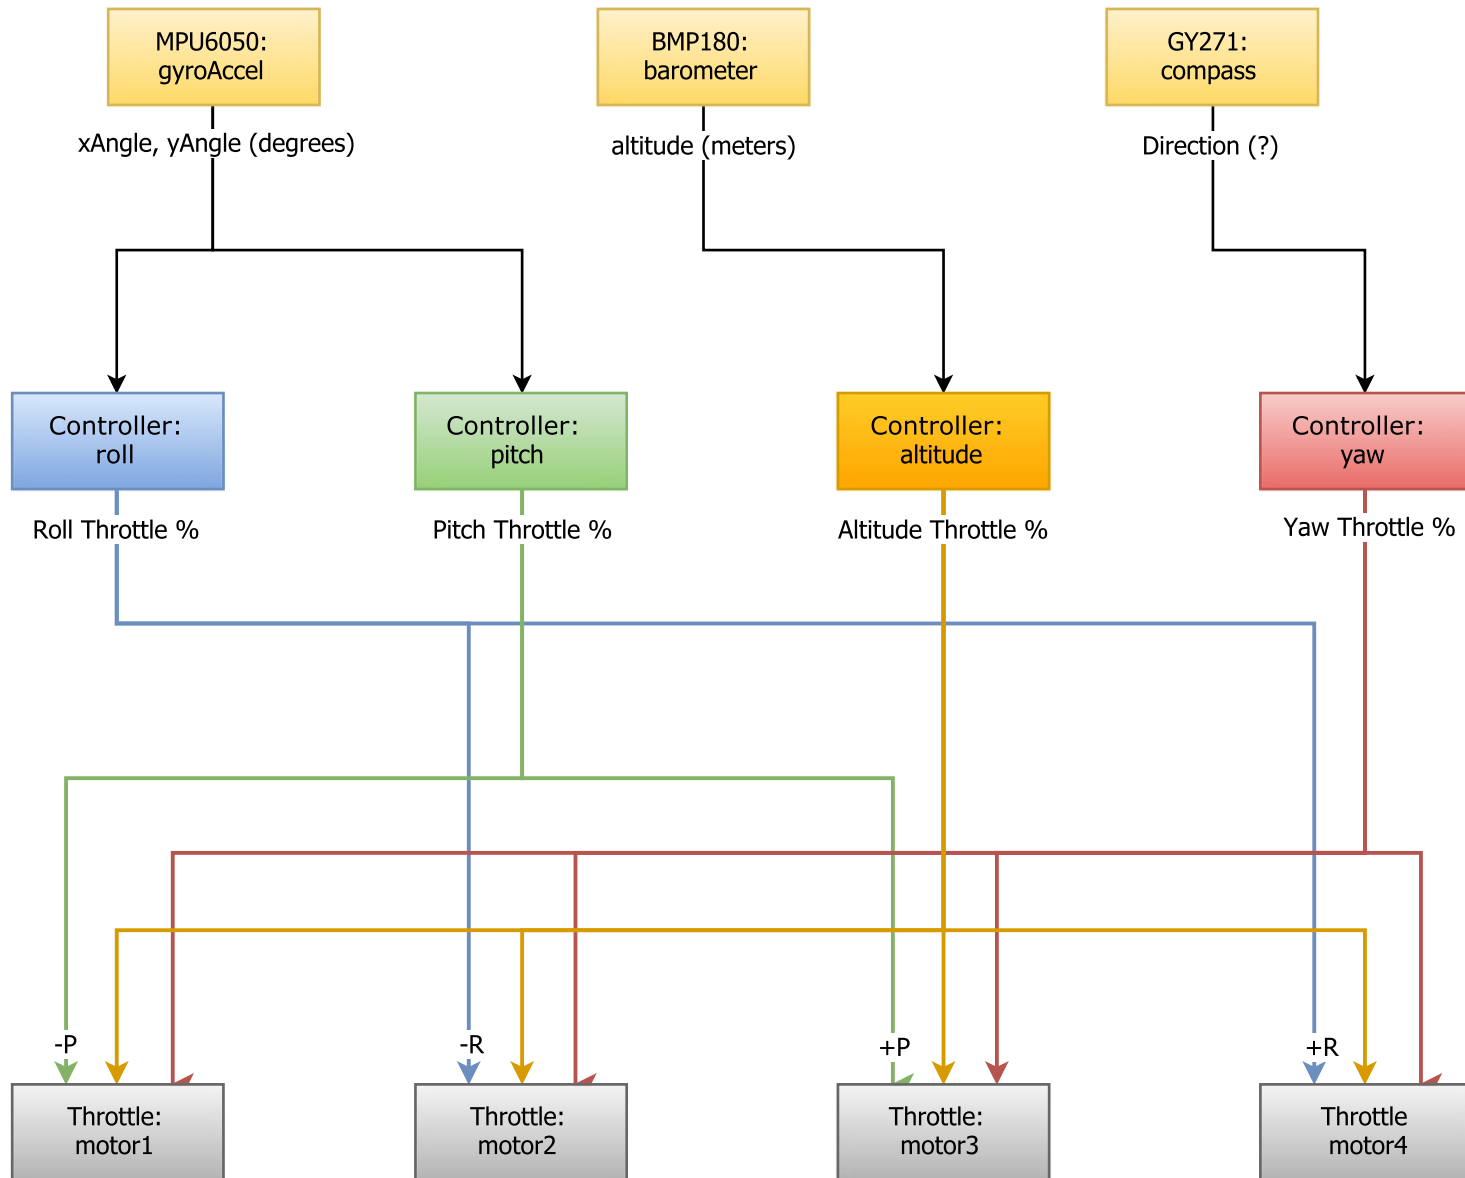 MPU6050:
gyroAccel
BMP180:
barometer
GY271:
compass
xAngle, yAngle (degrees)
altitude (meters)
Direction (?)
Controller:
roll
Controller:
pitch
Controller:
altitude
Controller:
yaw
Roll Throttle %
Pitch Throttle %
Altitude Throttle %
Yaw Throttle %
-P
-R
+P
+R
Throttle:
motor1
Throttle:
motor2
Throttle:
motor3
Throttle
motor4